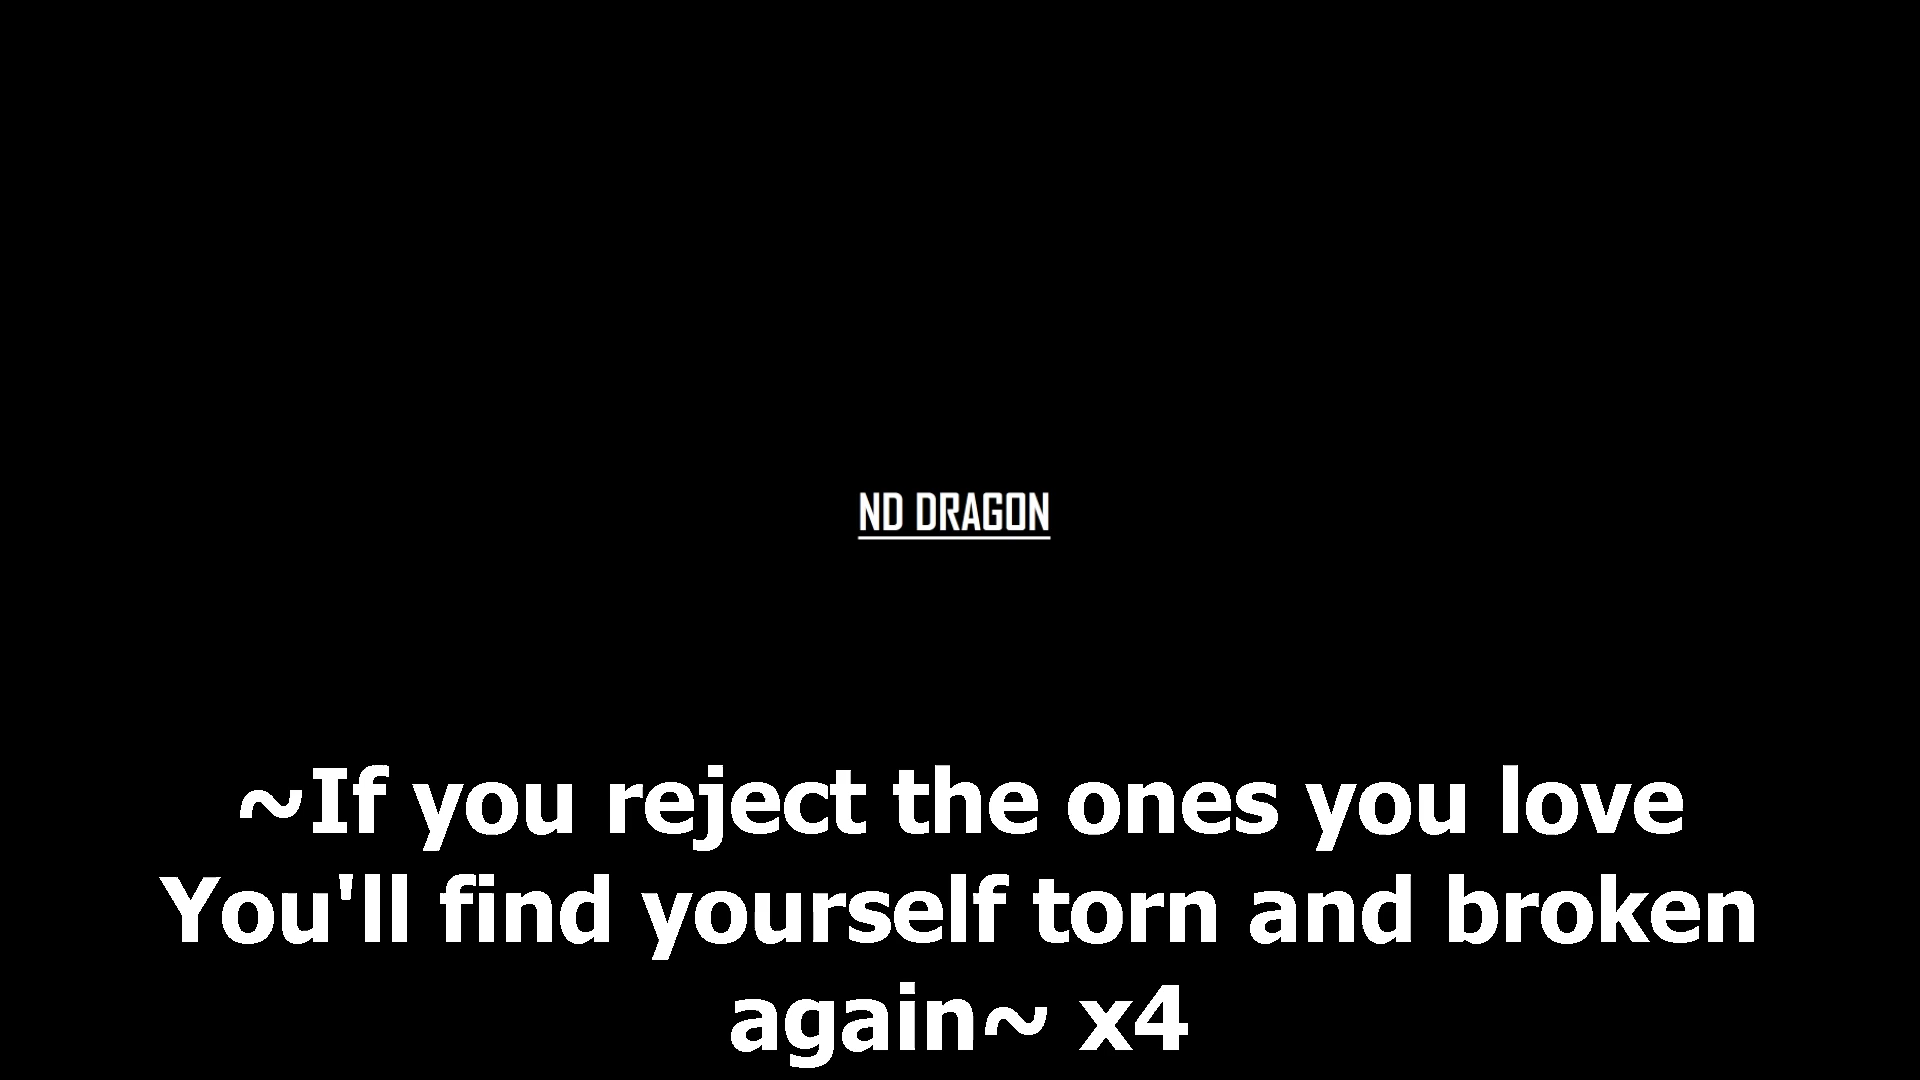 ND DRAGON
~If you reject the ones you love
You'll find yourself torn and broken
again~ x4